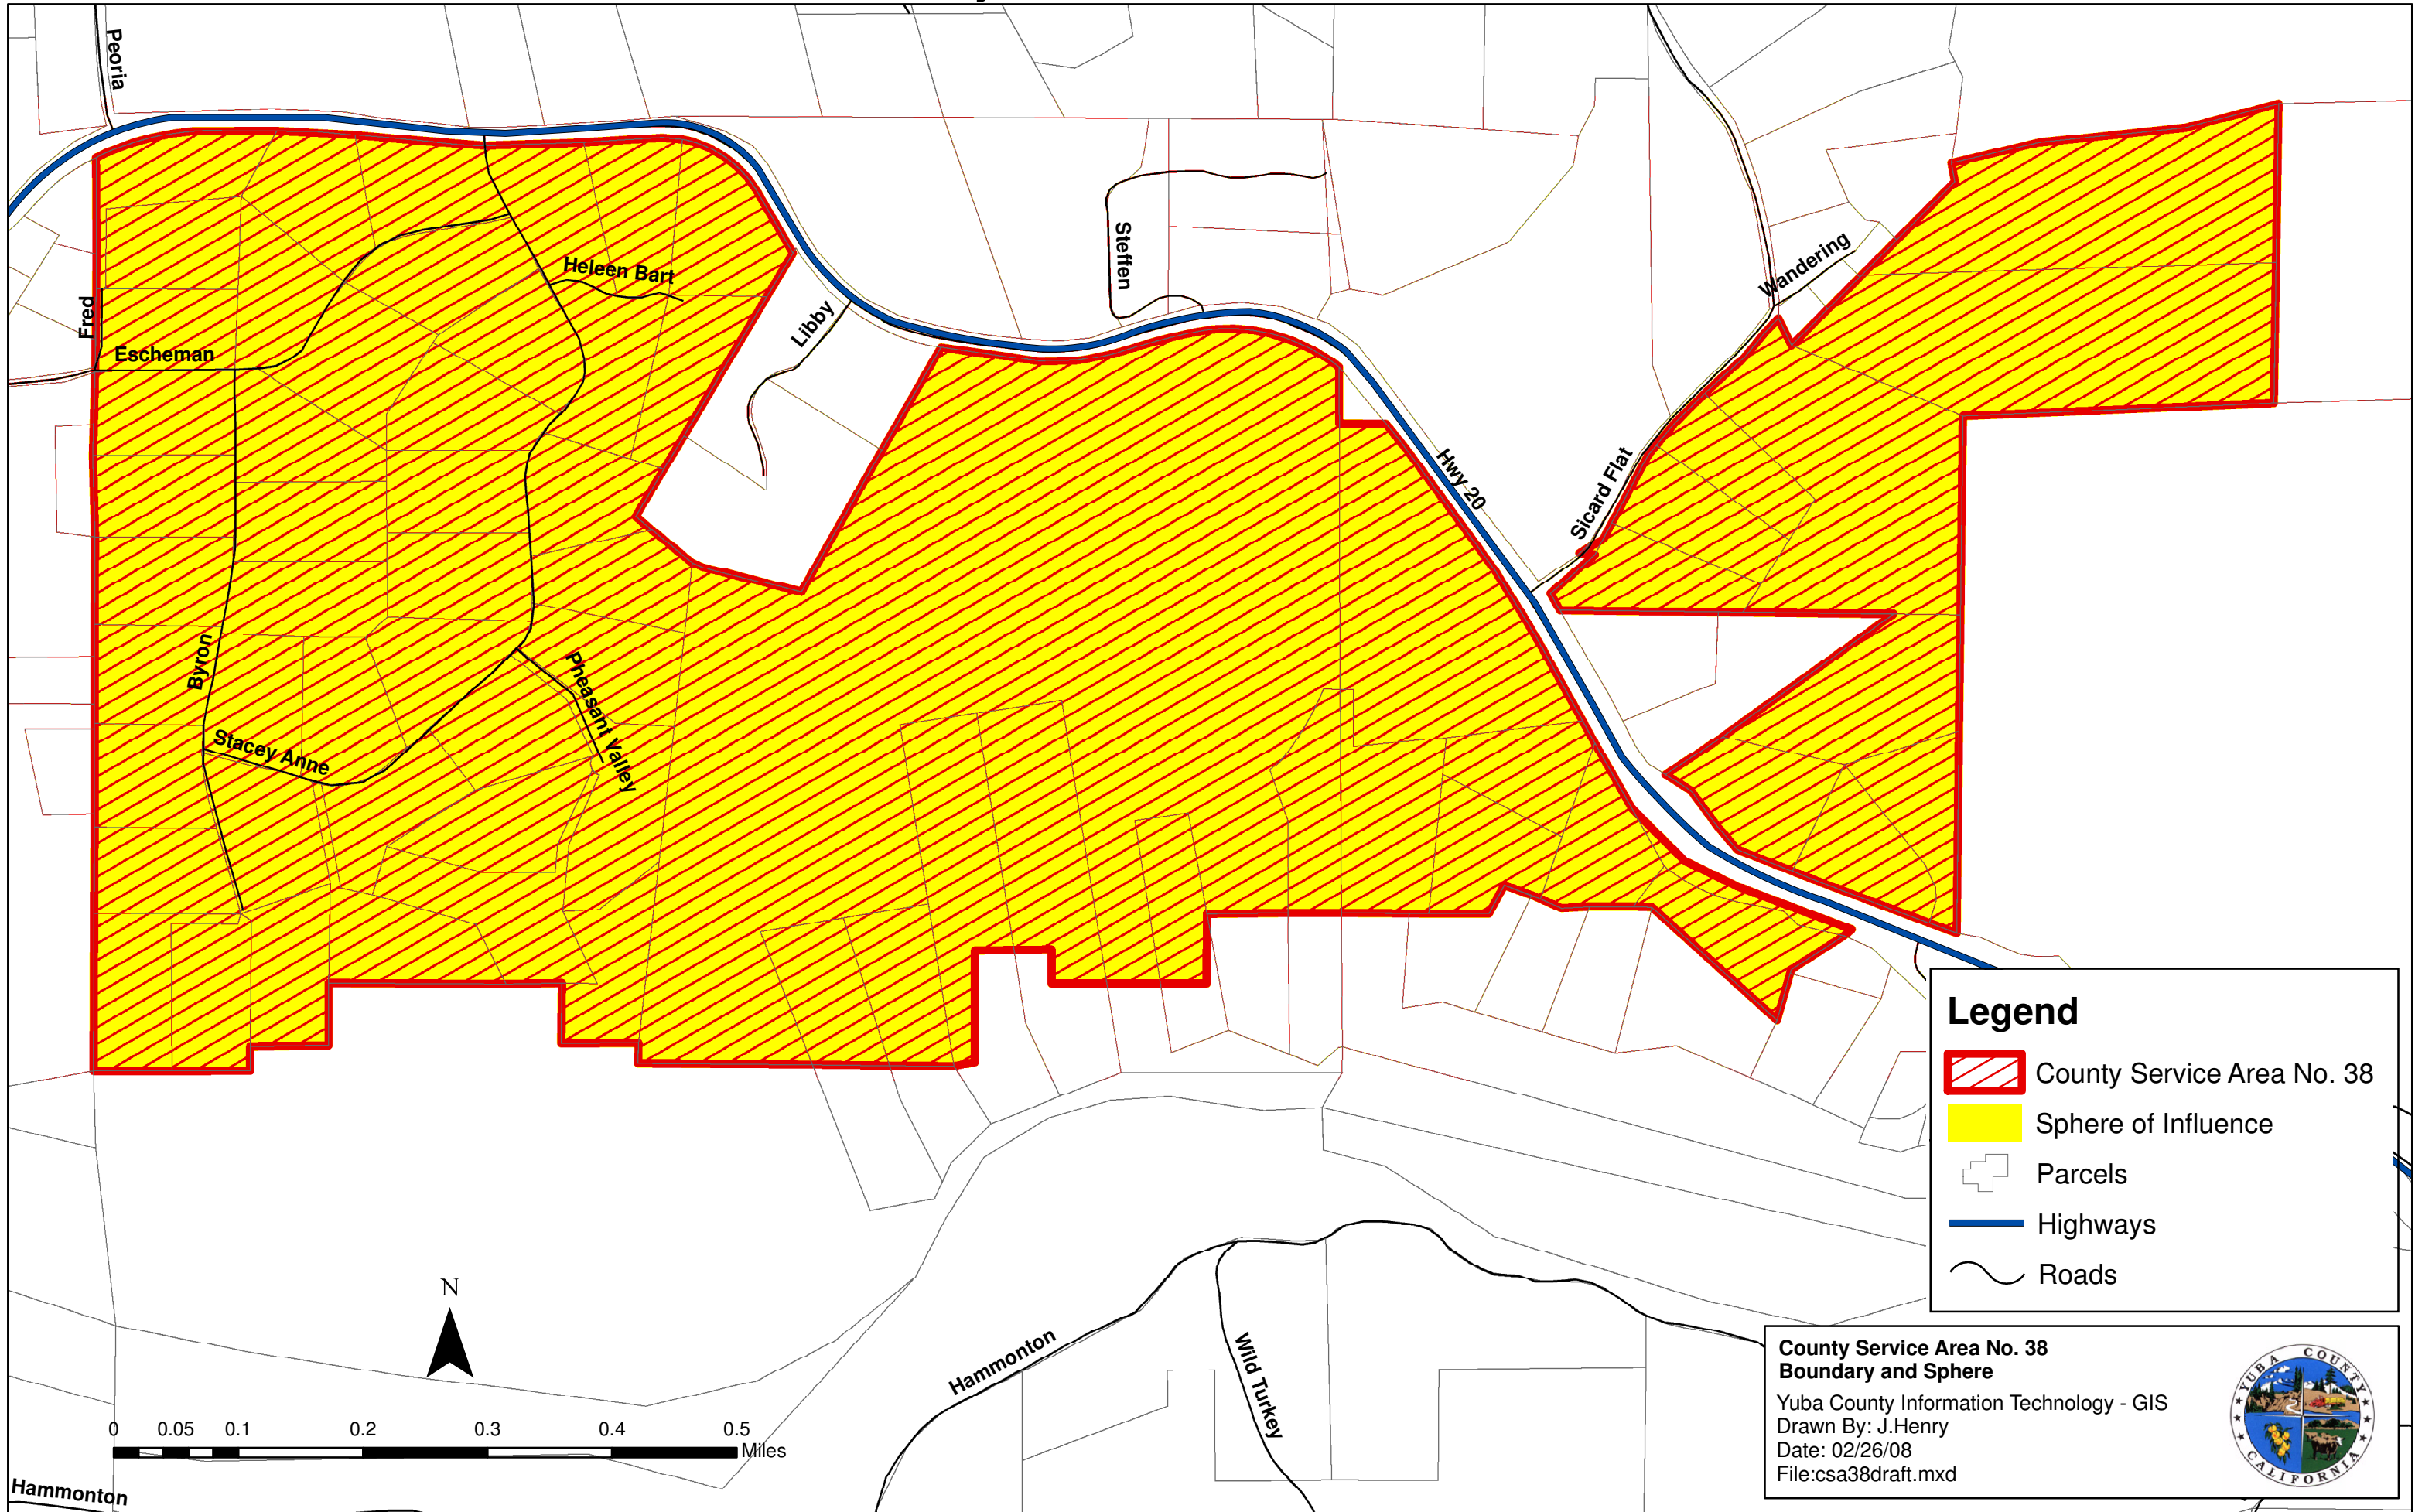 Peoria
Steffen
Wandering
Heleen Bart
Libby
Fred
Escheman
Hwy 20
Sicard Flat
Byron
Pheasant Valley
Stacey Anne
Legend
County Service Area No. 38
Sphere of Influence
Parcels
Highways
Roads
N
0 0.05 0.1 0.2 0.3 0.4 0.5
Miles
Hammonton
Wild Turkey
Hammonton
County Service Area No. 38
Boundary and Sphere
Yuba County Information Technology - GIS
Drawn By: J.Henry
Date: 02/26/08
File:csa38draft.mxd
YUBA COUNTY
CALIFORNIA